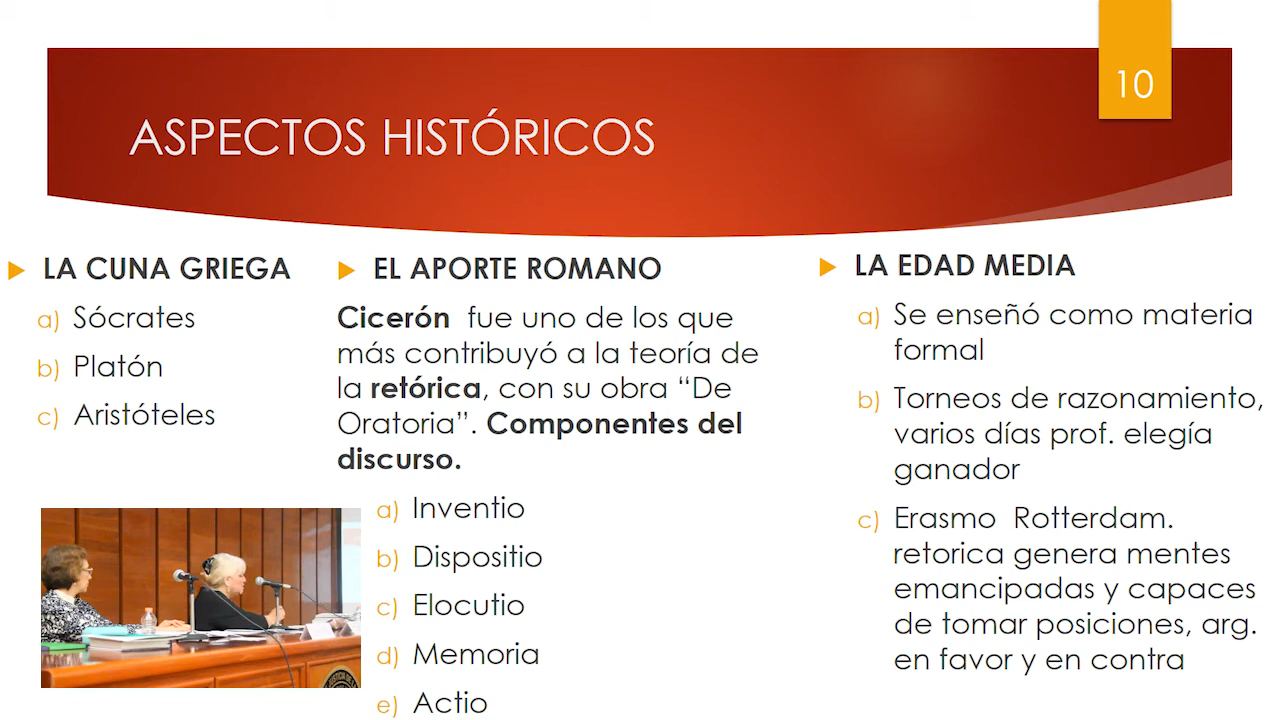 10
ASPECTOS HISTÓRICOS
LA CUNA GRIEGA
a) Sócrates
b) Platón
c) Aristóteles
EL APORTE ROMANO
Cicerón fue uno de los que
más contribuyó a la teoría de
la retórica, con su obra “De
Oratoria”. Componentes del
discurso.
a) Inventio
b) Dispositio
c) Elocutio
d) Memoria
e) Actio
LA EDAD MEDIA
a) Se enseñó como materia
formal
b) Torneos de razonamiento,
varios días prof. elegía
ganador
c) Erasmo Rotterdam.
retorica genera mentes
emancipadas y capaces
de tomar posiciones, arg.
en favor y en contra